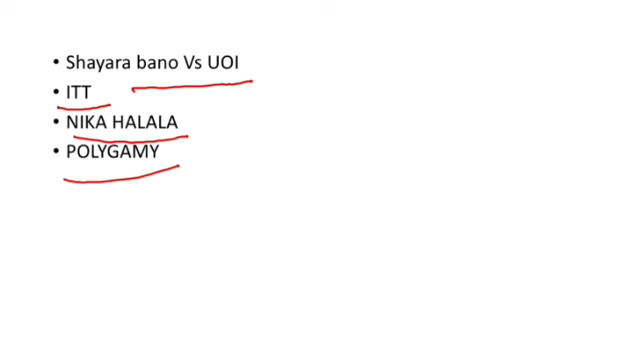 • Shayara bano Vs UOI
• ITT
• NIKA HALALA
• POLYGAMY